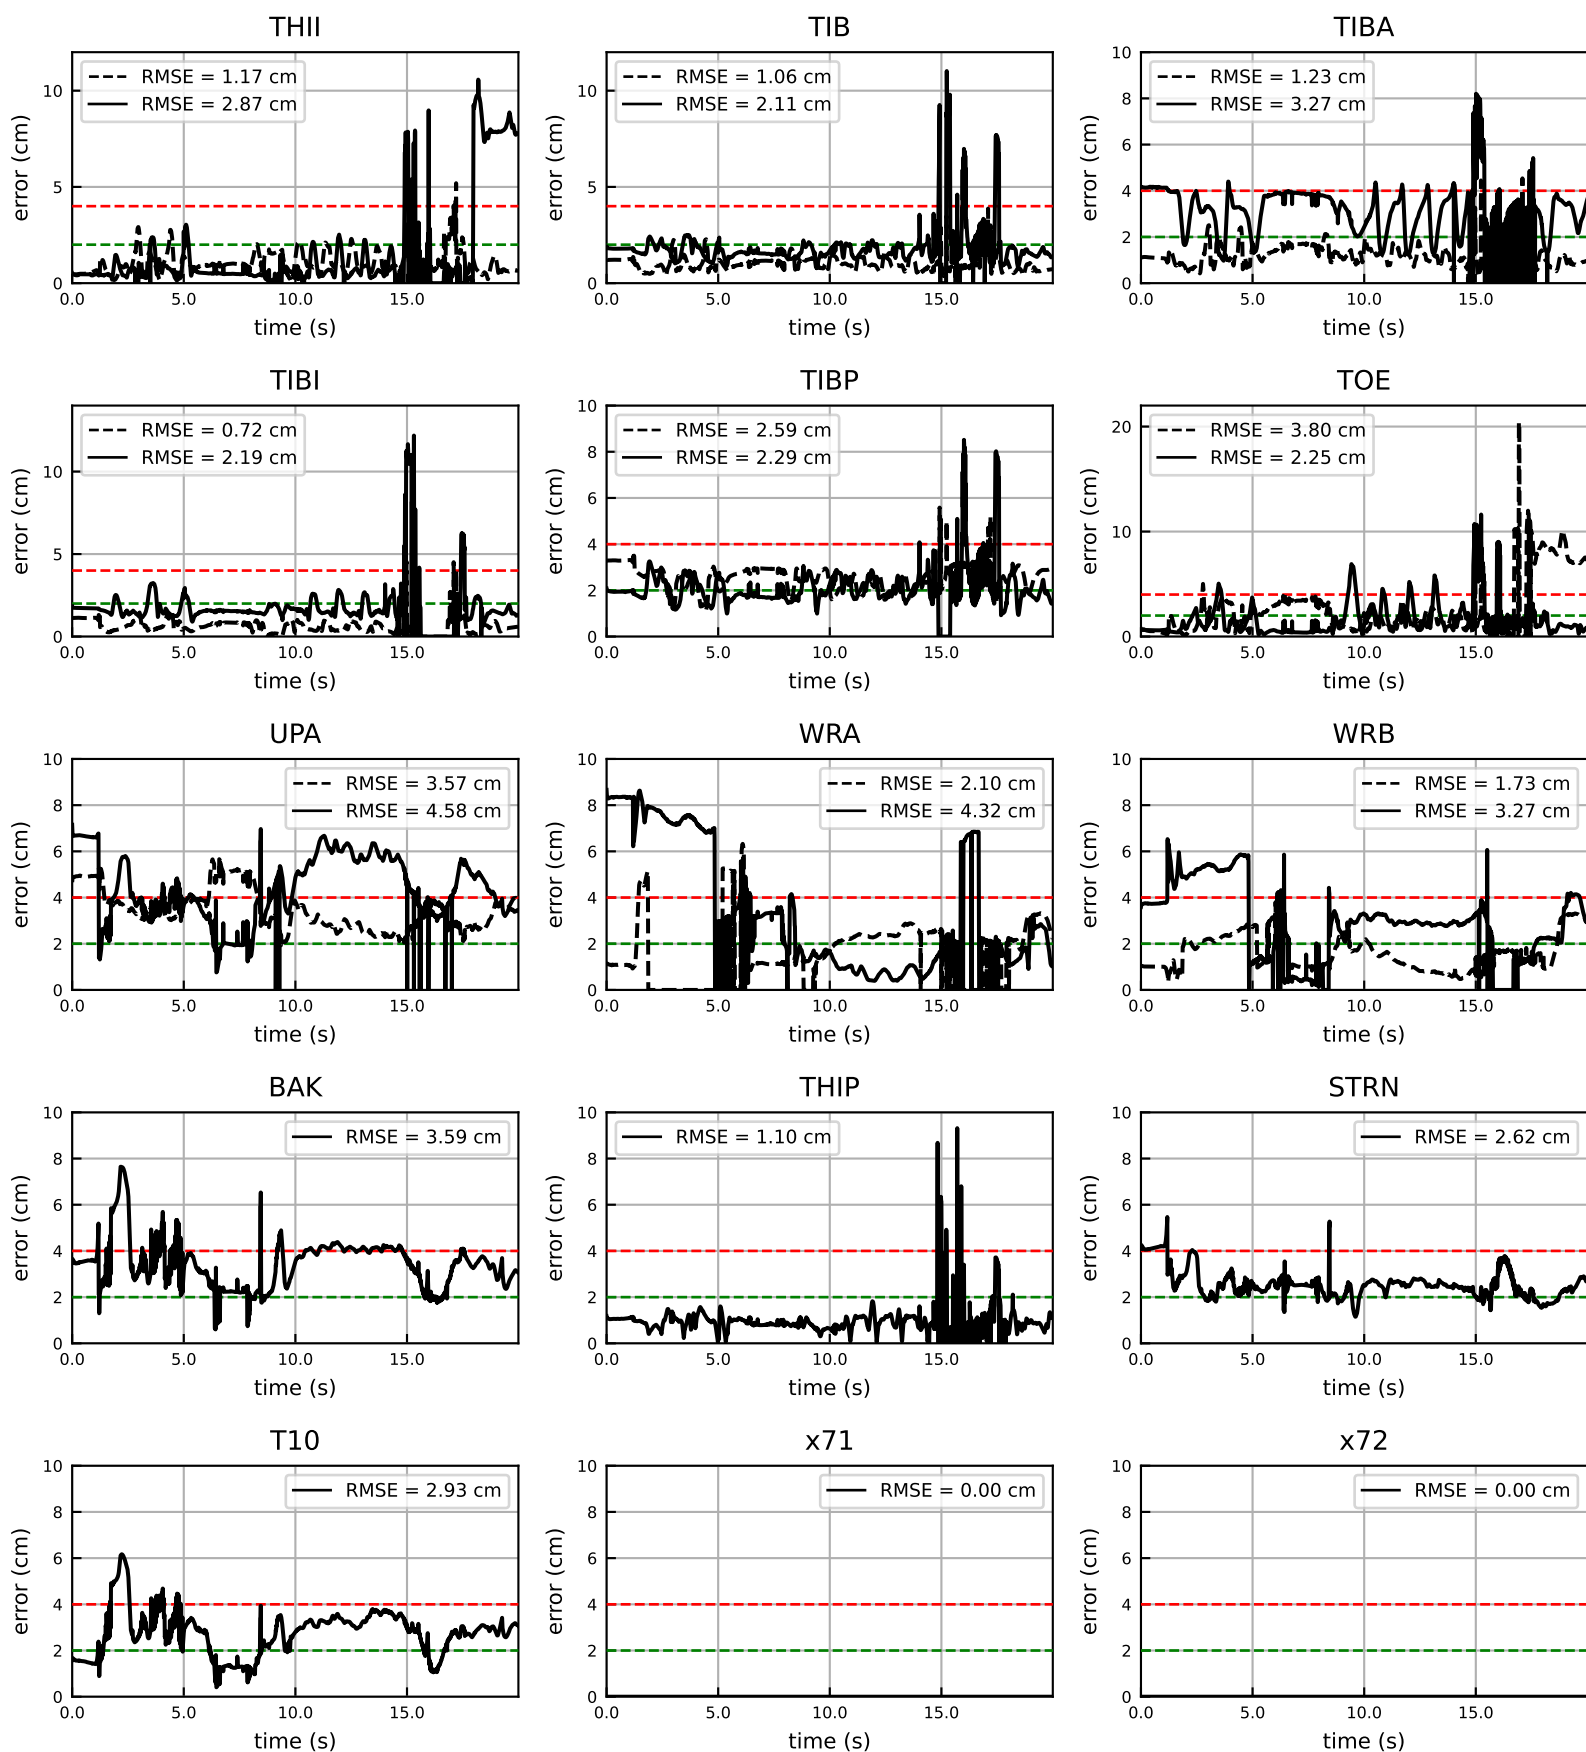 THII
TIB
TIBA
RMSE = 1.17 cm
RMSE = 2.87 cm
10
5
0
error (cm)
0.0 5.0 10.0 15.0
time (s)
RMSE = 1.06 cm
RMSE = 2.11 cm
10
5
0
error (cm)
0.0 5.0 10.0 15.0
time (s)
RMSE = 1.23 cm
RMSE = 3.27 cm
10
8
6
4
2
0
error (cm)
0.0 5.0 10.0 15.0
time (s)
TIBI
TIBP
TOE
RMSE = 0.72 cm
RMSE = 2.19 cm
10
5
0
error (cm)
0.0 5.0 10.0 15.0
time (s)
RMSE = 2.59 cm
RMSE = 2.29 cm
10
8
6
4
2
0
error (cm)
0.0 5.0 10.0 15.0
time (s)
RMSE = 3.80 cm
RMSE = 2.25 cm
20
10
0
error (cm)
0.0 5.0 10.0 15.0
time (s)
UPA
WRA
WRB
RMSE = 3.57 cm
RMSE = 4.58 cm
10
8
6
4
2
0
error (cm)
0.0 5.0 10.0 15.0
time (s)
RMSE = 2.10 cm
RMSE = 4.32 cm
10
8
6
4
2
0
error (cm)
0.0 5.0 10.0 15.0
time (s)
RMSE = 1.73 cm
RMSE = 3.27 cm
10
8
6
4
2
0
error (cm)
0.0 5.0 10.0 15.0
time (s)
BAK
THIP
STRN
RMSE = 3.59 cm
10
8
6
4
2
0
error (cm)
0.0 5.0 10.0 15.0
time (s)
RMSE = 1.10 cm
10
8
6
4
2
0
error (cm)
0.0 5.0 10.0 15.0
time (s)
RMSE = 2.62 cm
10
8
6
4
2
0
error (cm)
0.0 5.0 10.0 15.0
time (s)
T10
x71
x72
RMSE = 2.93 cm
10
8
6
4
2
0
error (cm)
0.0 5.0 10.0 15.0
time (s)
RMSE = 0.00 cm
10
8
6
4
2
0
error (cm)
0.0 5.0 10.0 15.0
time (s)
RMSE = 0.00 cm
10
8
6
4
2
0
error (cm)
0.0 5.0 10.0 15.0
time (s)